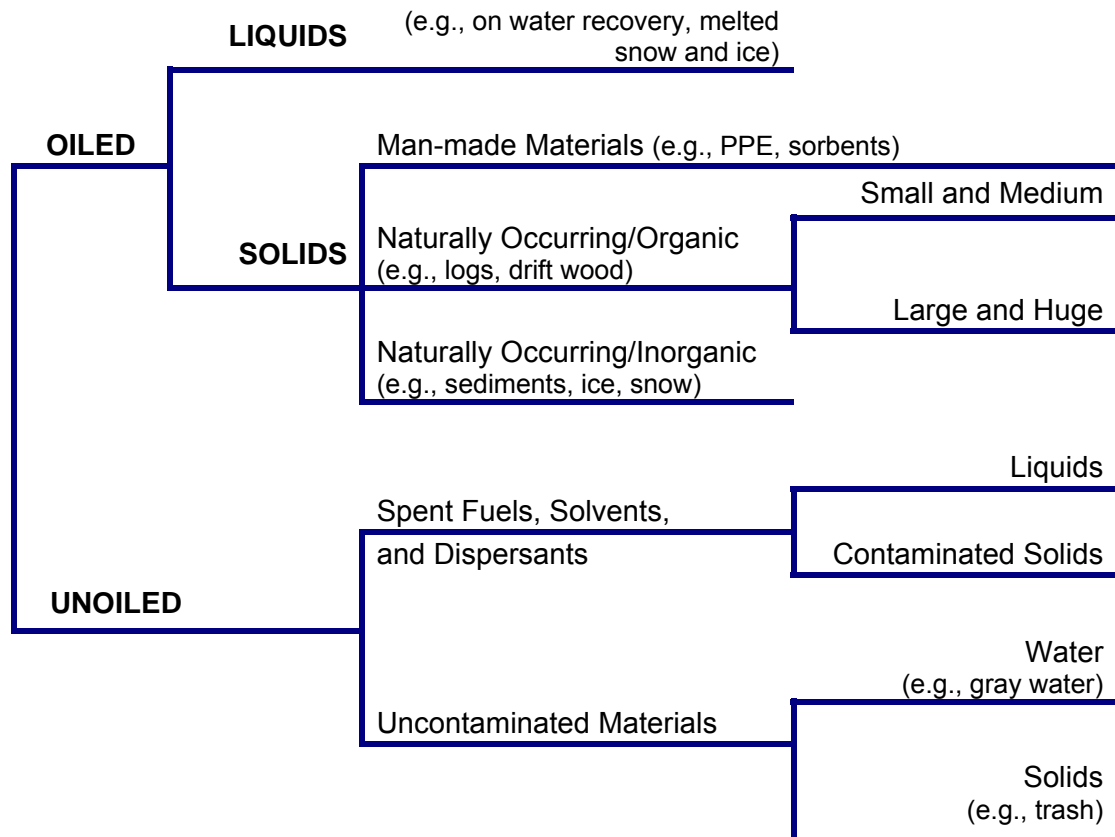 LIQUIDS
(e.g., on water recovery, melted
snow and ice)
OILED
Man-made Materials (e.g., PPE, sorbents)
Small and Medium
SOLIDS
Naturally Occurring/Organic
(e.g., logs, drift wood)
Large and Huge
Naturally Occurring/Inorganic
(e.g., sediments, ice, snow)
Liquids
Spent Fuels, Solvents,
and Dispersants
Contaminated Solids
UNOILED
Water
(e.g., gray water)
Uncontaminated Materials
Solids
(e.g., trash)